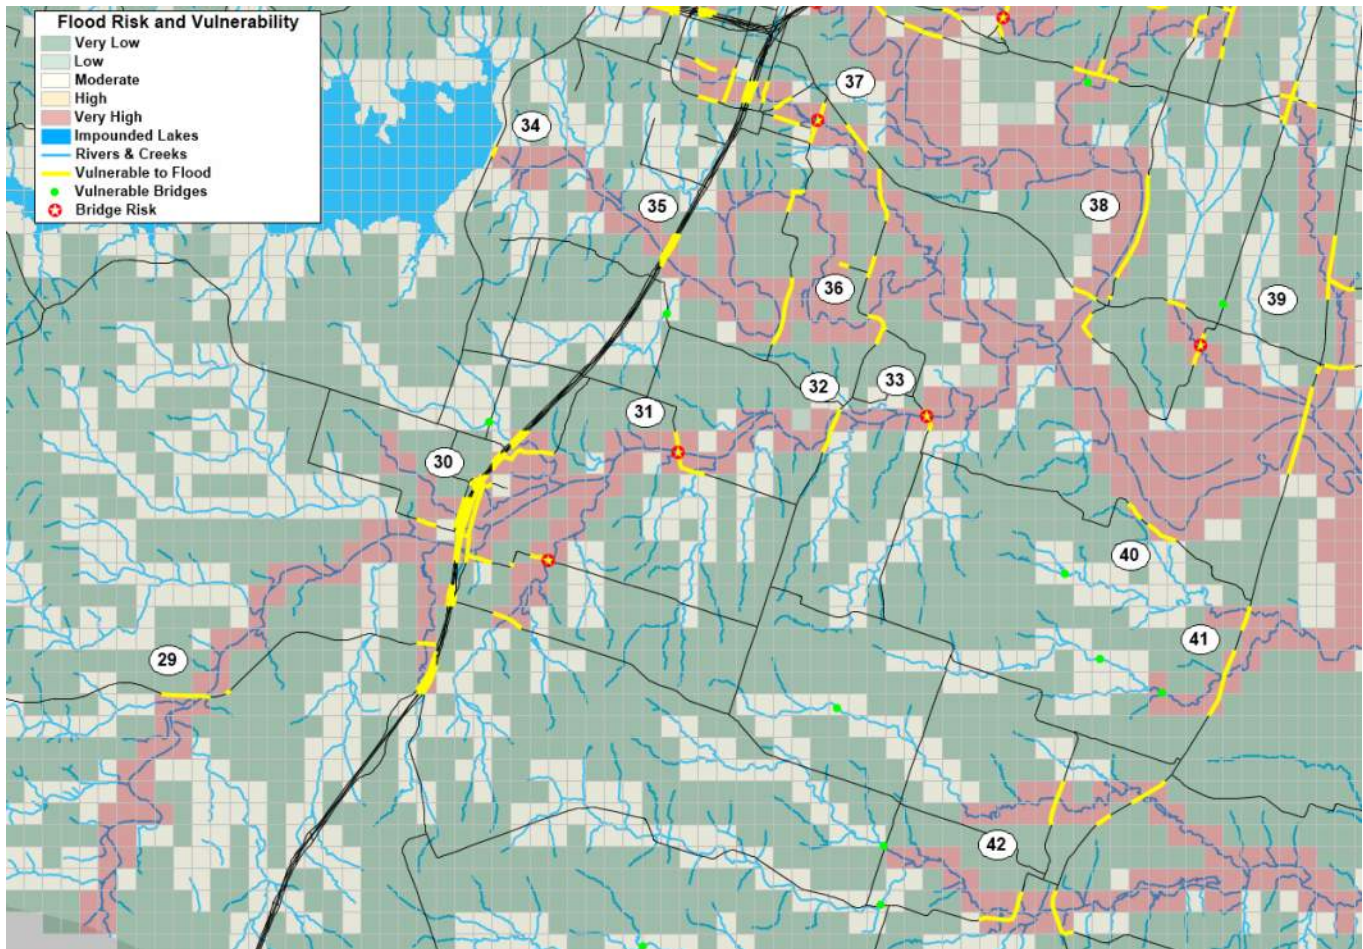 Flood Risk and Vulnerability
Very Low
Low
Moderate
High
Very High
Impounded Lakes
Rivers & Creeks
Vulnerable to Flood
Vulnerable Bridges
Bridge Risk
37
34
35
38
36
39
32
33
31
30
40
41
29
42